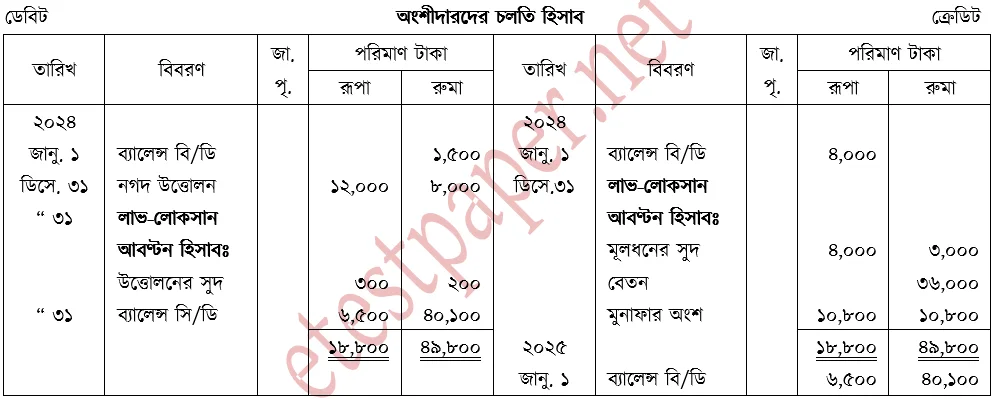 ডেবিট অংশীদারদের চলতি হিসাব ক্রেডিট
তারিখ বিবরণ জা. পৃ. পরিমাণ টাকা তারিখ বিবরণ জা. পৃ. পরিমাণ টাকা
রূপা রুমা রূপা রুমা
২০২৪ ২০২৪
জানু. ১ ব্যালেন্স বি/ডি ১,৫০০ জানু. ১ ব্যালেন্স বি/ডি ৪,০০০
ডিসে. ৩১ নগদ উত্তোলন ১২,০০০ ৮,০০০ ডিসে.৩১ লাভ-লোকসান
“ ৩১ লাভ-লোকসান আবণ্টন হিসাবঃ
আবণ্টন হিসাবঃ মূলধনের সুদ ৪,০০০ ৩,০০০
উত্তোলনের সুদ ৩০০ ২০০ বেতন ৩৬,০০০
“ ৩১ ব্যালেন্স সি/ডি ৬,৫০০ ৪০,১০০ মুনাফার অংশ ১০,৮০০ ১০,৮০০
১৮,৮০০ ৪৯,৮০০ ২০২৫ ১৮,৮০০ ৪৯,৮০০
জানু. ১ ব্যালেন্স বি/ডি ৬,৫০০ ৪০,১০০
etestpaper.net